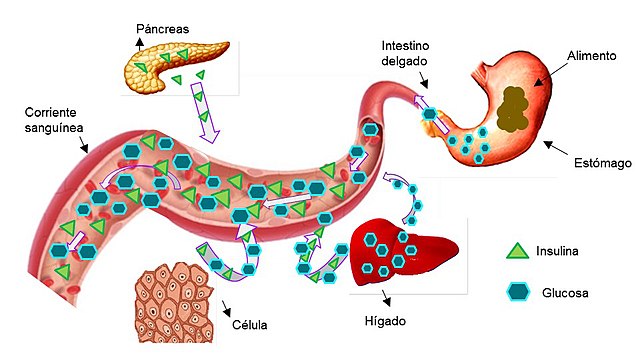 Páncreas
Intestino
delgado
Alimento
Corriente
sanguínea
Estómago
Insulina
Glucosa
Célula
Hígado